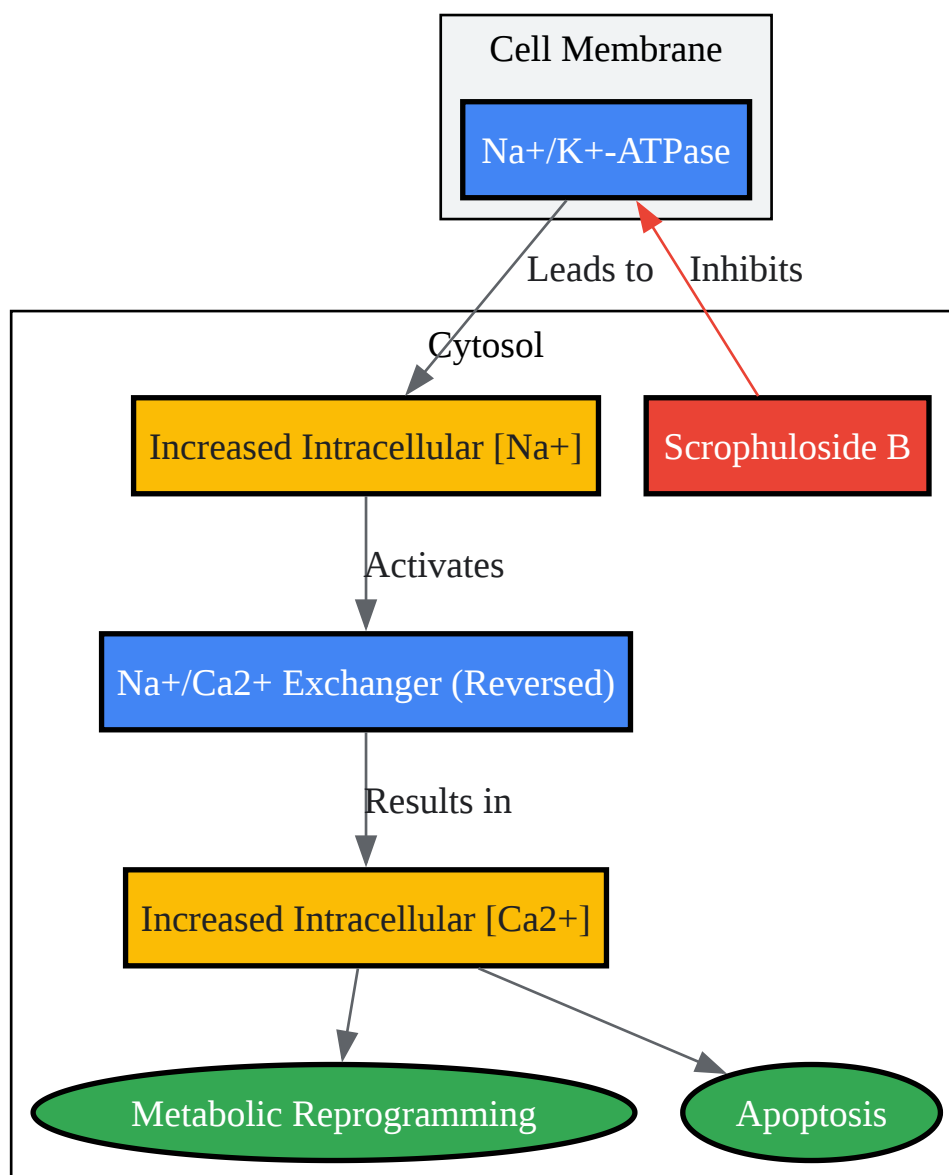 Cell Membrane
Na+/K+-ATPase
Leads to
Inhibits
Cytosol
Increased Intracellular [Na+]
Scrophuloside B
Activates
Na+/Ca2+ Exchanger (Reversed)
Results in
Increased Intracellular [Ca2+]
Metabolic Reprogramming
Apoptosis